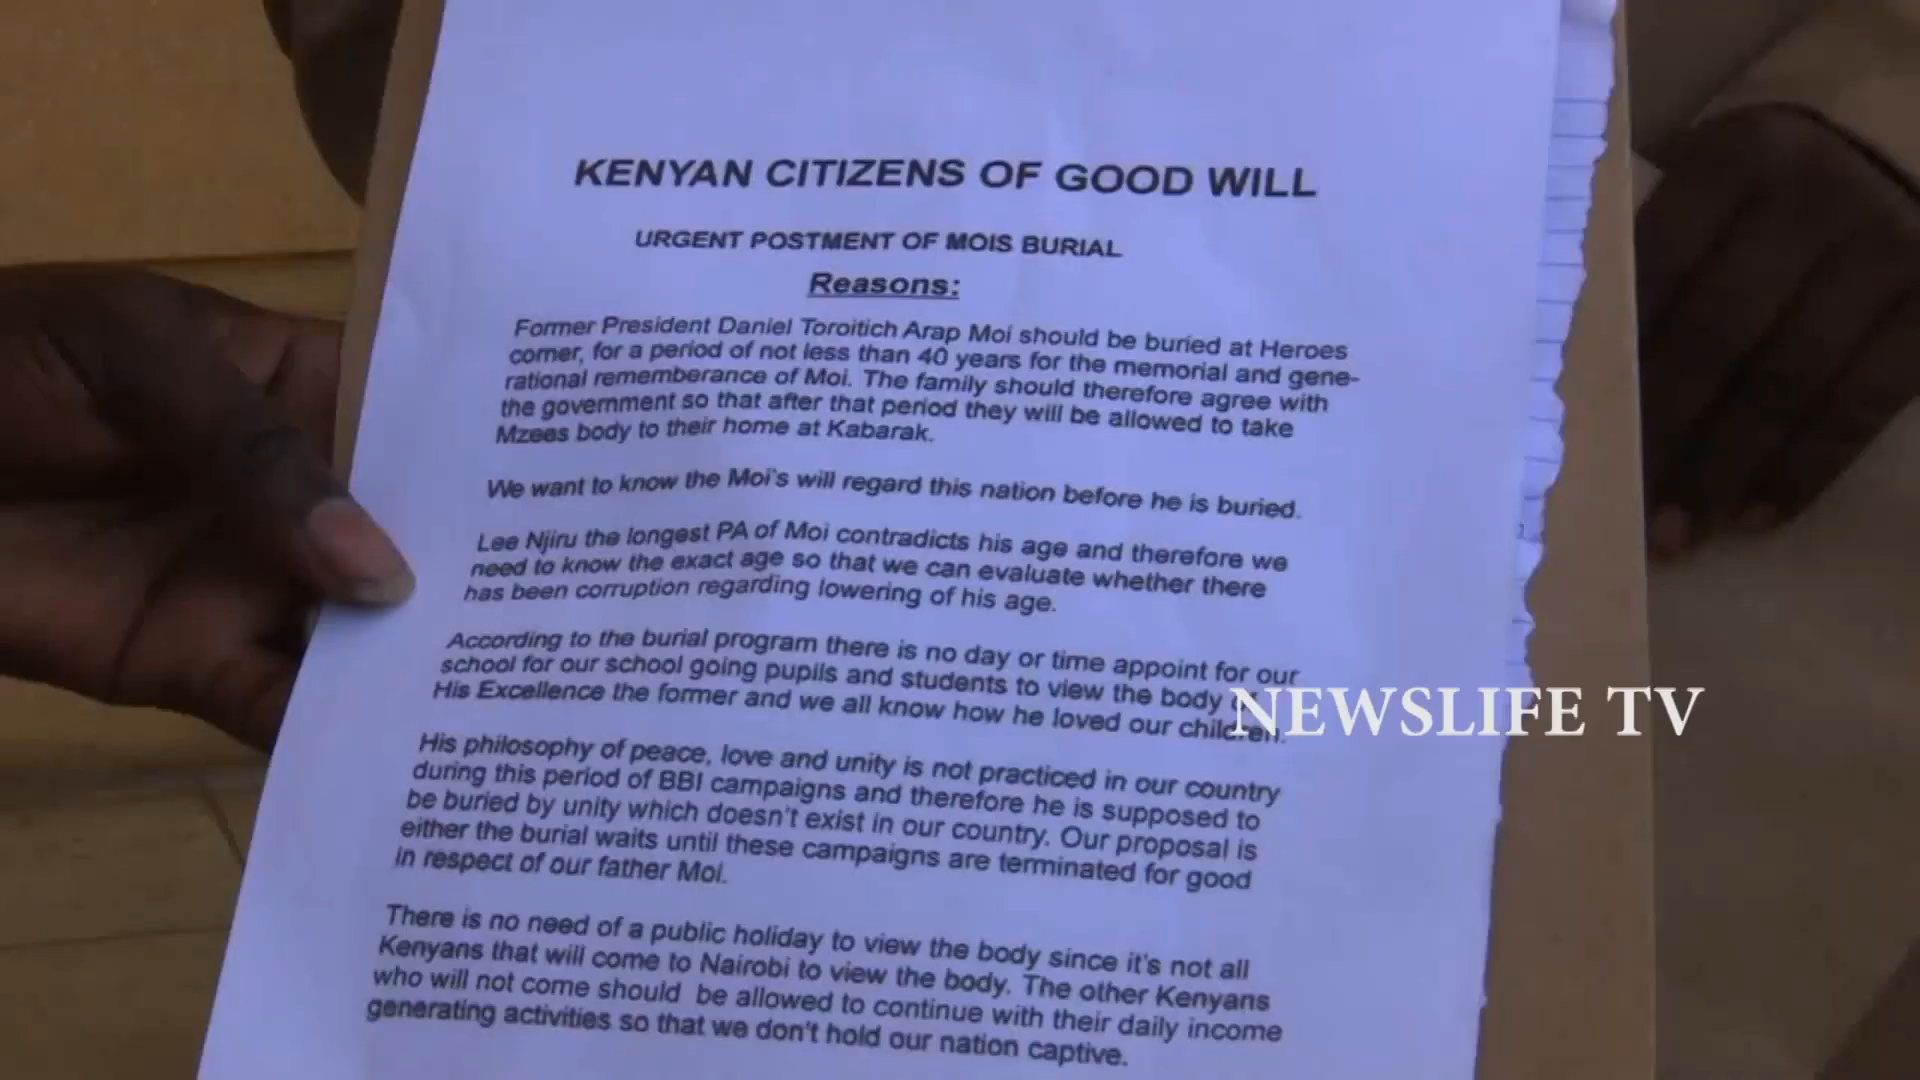 KENYAN CITIZENS OF GOOD WILL
URGENT POSTMENT OF MOIS BURIAL
Reasons:
Former President Daniel Toroitich Arap Moi should be buried at Heroes
corner, for a period of not less than 40 years for the memorial and gene-
rational rememberance of Moi. The family should therefore agree with
the government so that after that period they will be allowed to take
Mzees body to their home at Kabarak.
We want to know the Moi's will regard this nation before he is buried.
Lee Njiru the longest PA of Moi contradicts his age and therefore we
need to know the exact age so that we can evaluate whether there
has been corruption regarding lowering of his age.
According to the burial program there is no day or time appoint for our
school for our school going pupils and students to view the body
His Excellence the former and we all know how he loved our children.
NEWSLIFE TV
His philosophy of peace, love and unity is not practiced in our country
during this period of BBI campaigns and therefore he is supposed to
be buried by unity which doesn't exist in our country. Our proposal is
either the burial waits until these campaigns are terminated for good
in respect of our father Moi.
There is no need of a public holiday to view the body since it's not all
Kenyans that will come to Nairobi to view the body. The other Kenyans
who will not come should be allowed to continue with their daily income
generating activities so that we don't hold our nation captive.